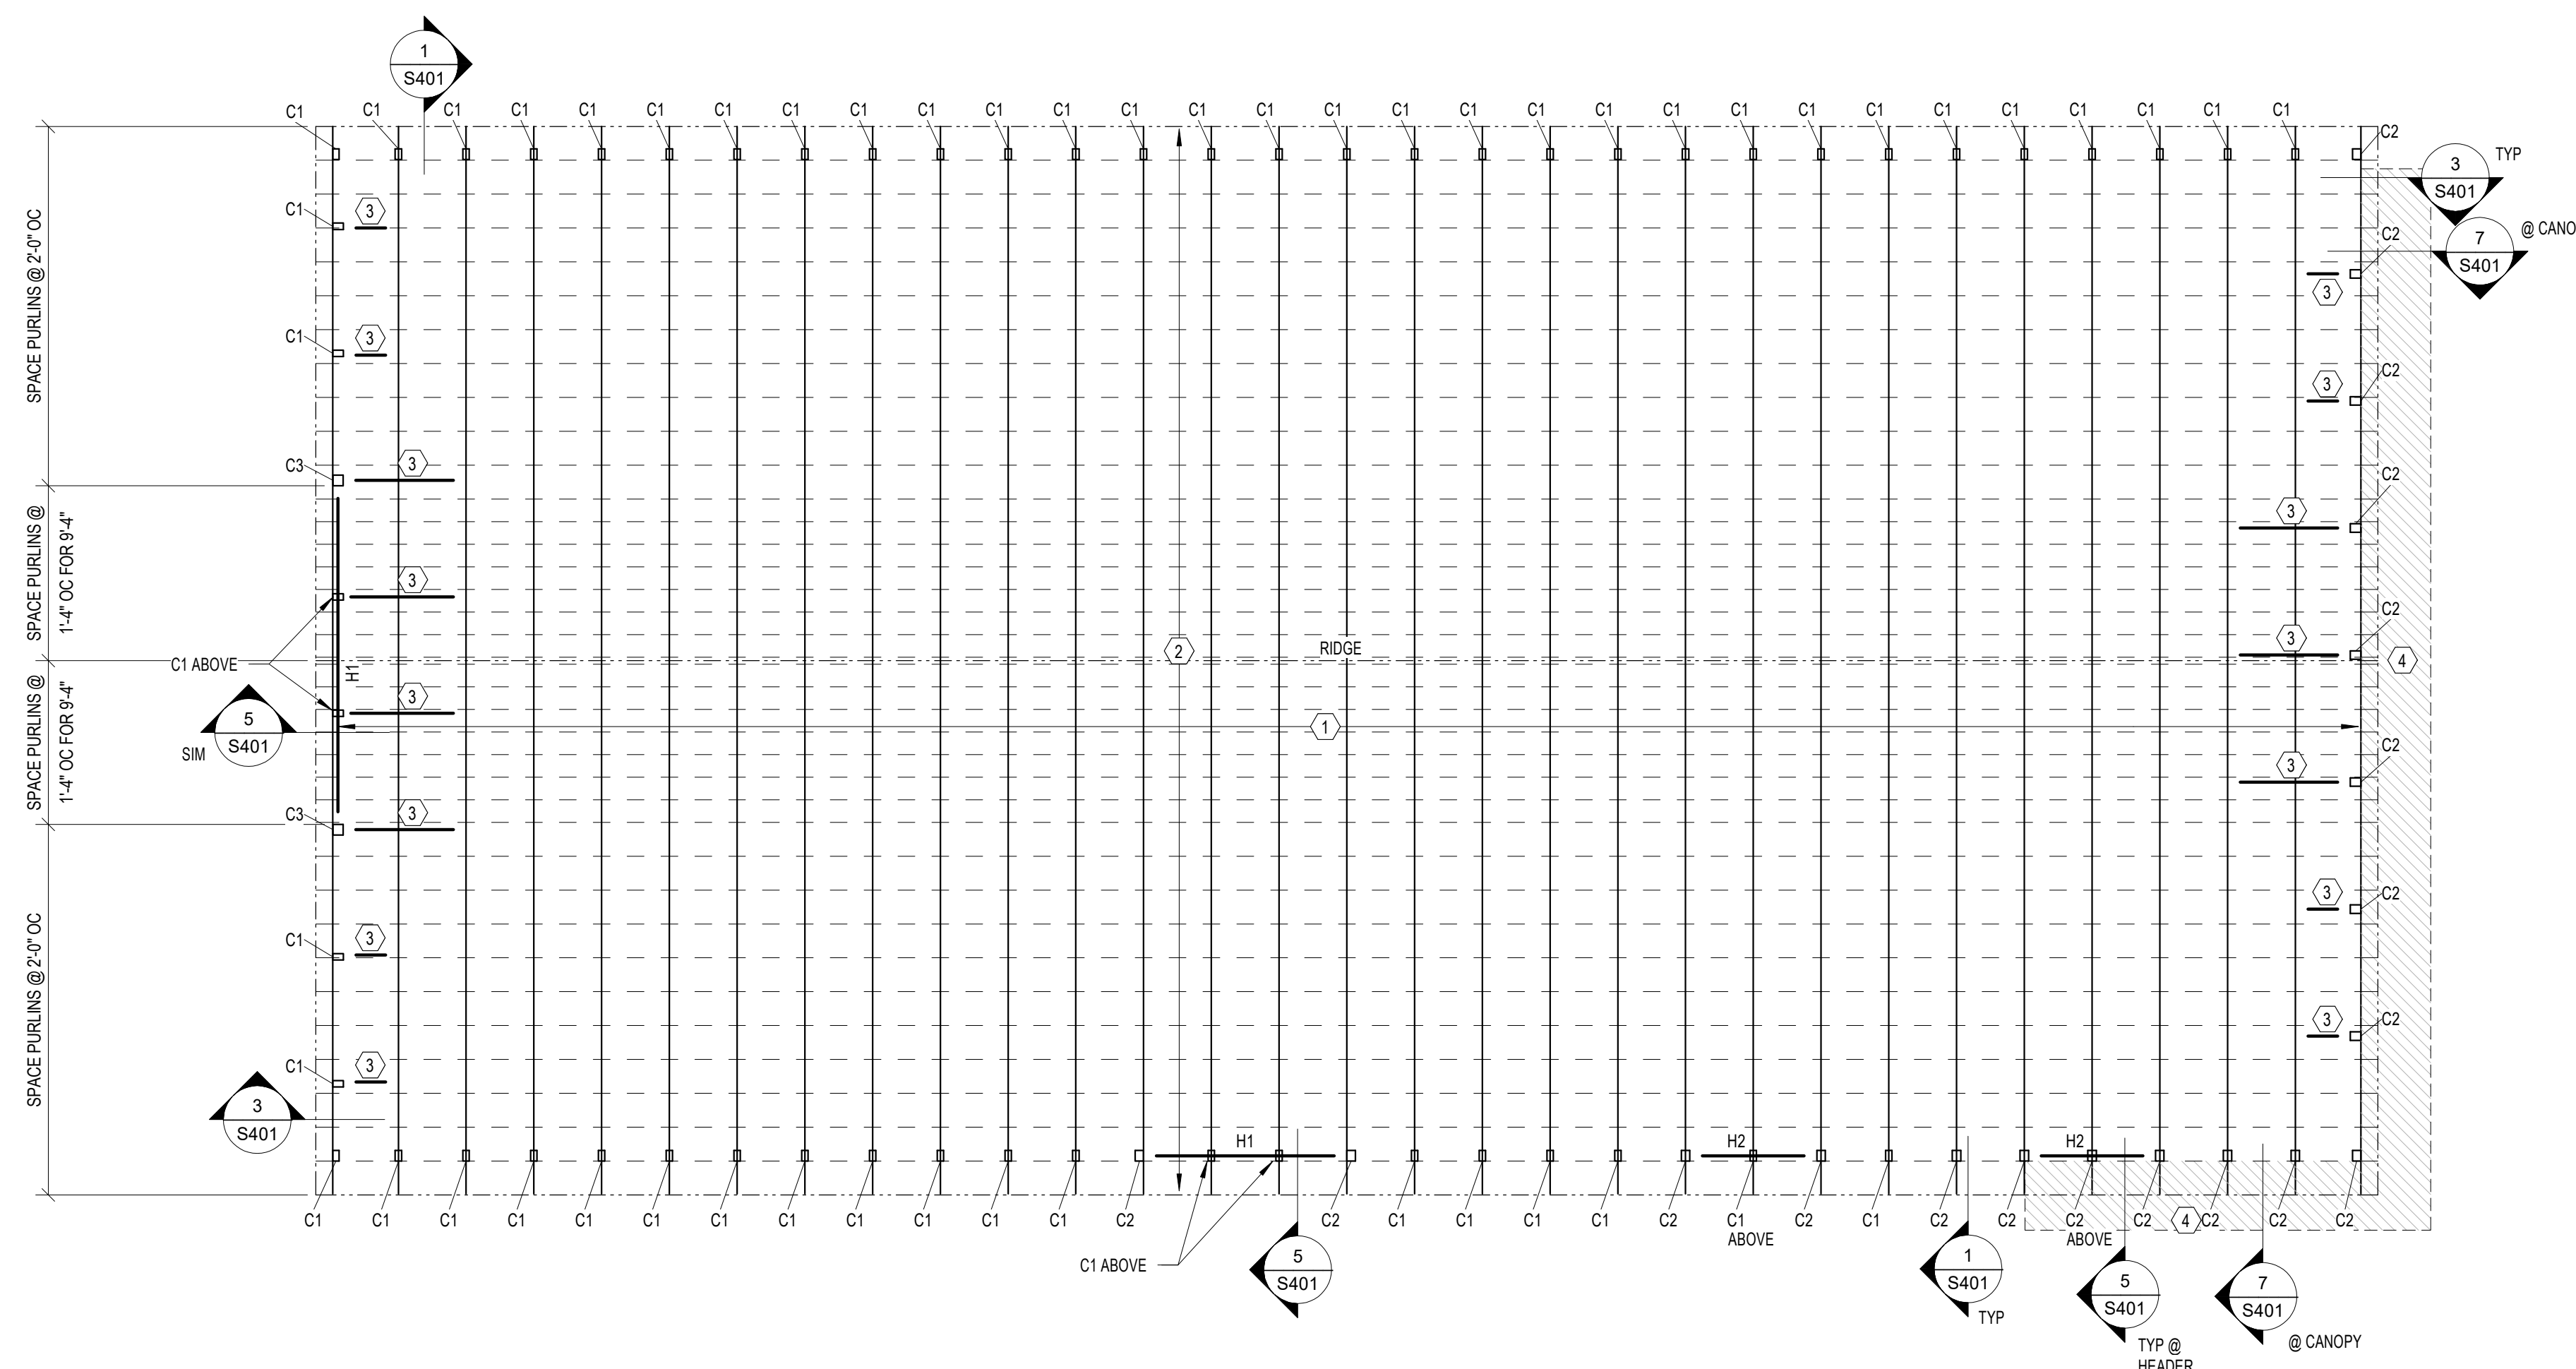 1
S401
C1 C1 C1 C1 C1 C1 C1 C1 C1 C1 C1 C1 C1 C1 C1 C1 C1 C1 C1 C1 C1 C1 C1 C1 C1 C1 C1 C1 C1 C1
C2
3
S401
TYP
7
S401
@ CANO
SPACE PURLINS @ 2'-0" OC
C1
3
C2
3
C1
3
3
C2
C3
3
C2
3
SPACE PURLINS @
1'-4" OC FOR 9'-4"
3
C2
3
RIDGE
2
4
C1 ABOVE
H1
SPACE PURLINS @
1'-4" OC FOR 9'-4"
3
5
S401
SIM
1
C2
3
C3
3
SPACE PURLINS @ 2'-0" OC
C2
3
C1
3
C2
3
C1
3
3
S401
H1
H2
H2
C1 C1 C1 C1 C1 C1 C1 C1 C1 C1 C1 C1 C2 C2 C1 C1 C1 C1 C2 C1 C2 C1 C2 C2 C2 C2 4 C2 C2 C2
ABOVE
ABOVE
C1 ABOVE
5
S401
1
S401
TYP
5
S401
TYP @
HEADER
7
S401
@ CANOPY